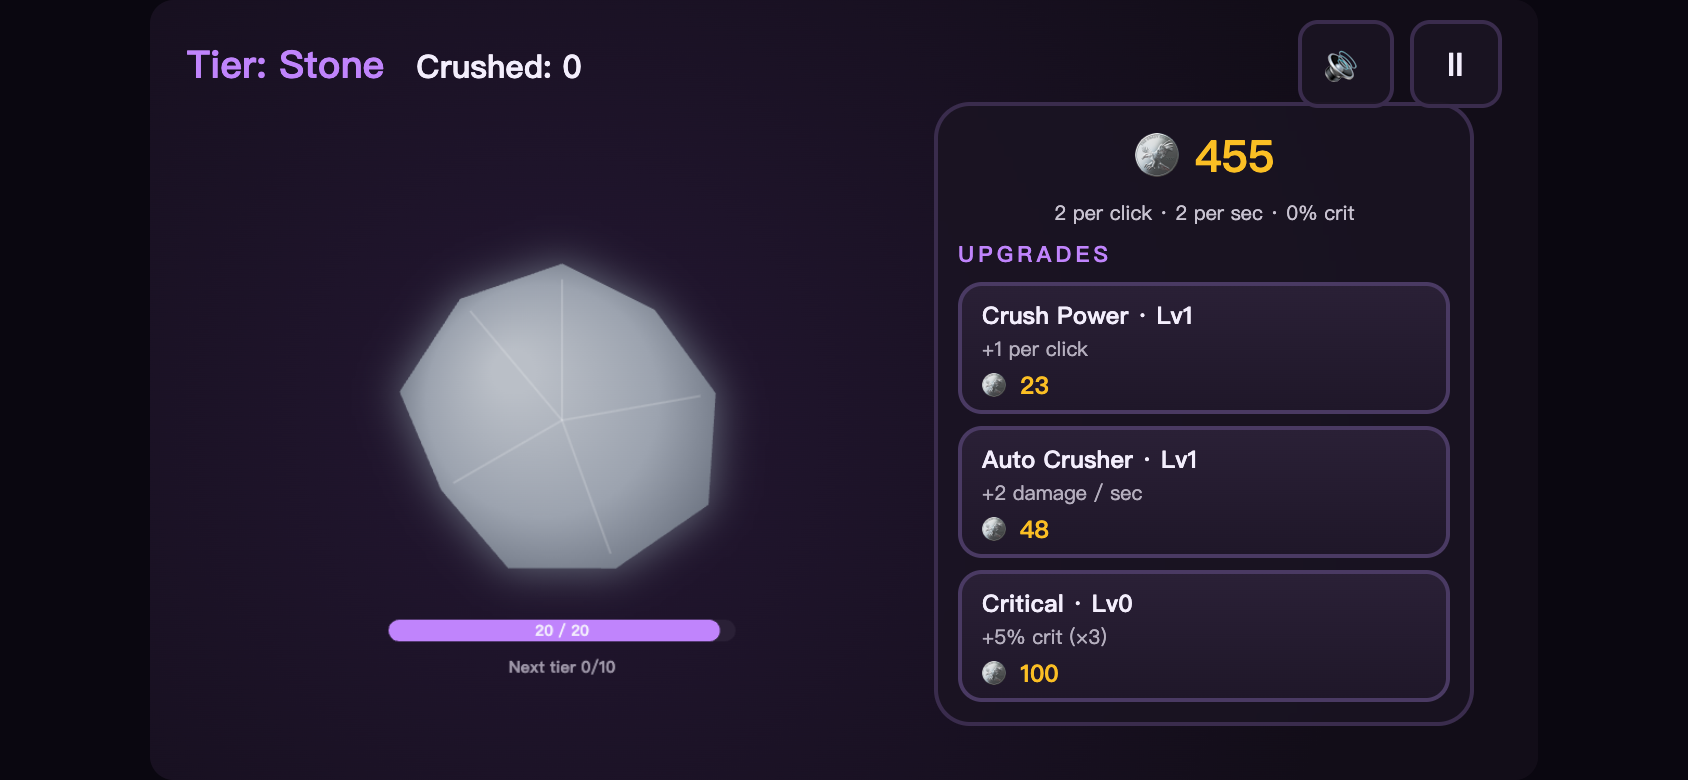 Tier: Stone Crushed: 0
455
2 per click · 2 per sec · 0% crit
UPGRADES
Crush Power · Lv1
+1 per click
23
Auto Crusher · Lv1
+2 damage / sec
48
Critical · Lv0
+5% crit (×3)
100
20 / 20
Next tier 0/10